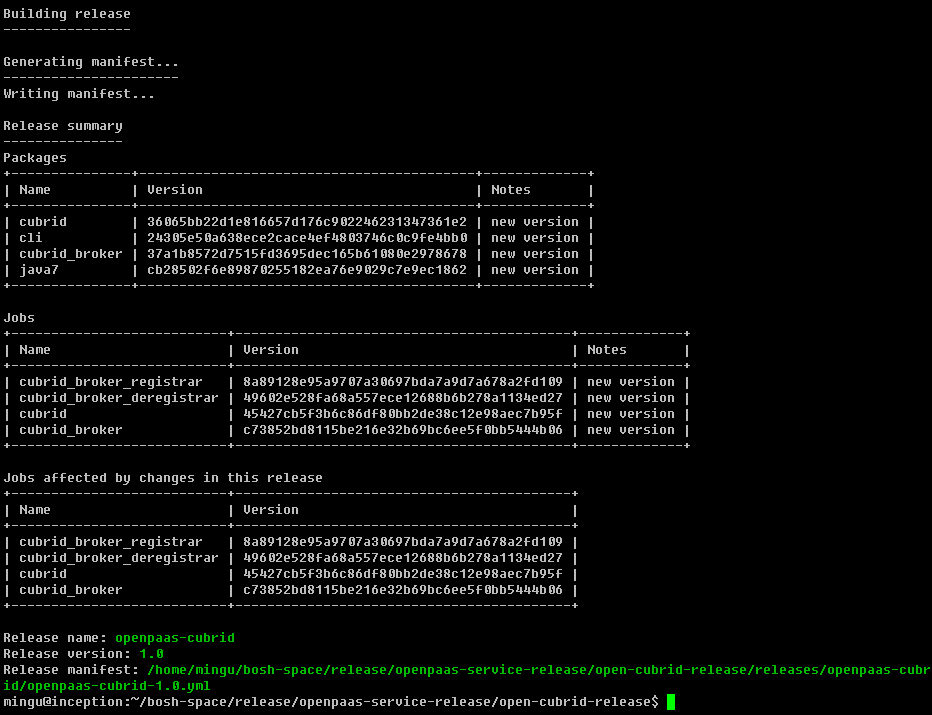 Building release
----------------
Generating manifest...
----------------------
Writing manifest...
Release summary
---------------
Packages
+---------------+------------------------------------------+-------------+
| Name          | Version                                  | Notes       |
+---------------+------------------------------------------+-------------+
| cubrid        | 36065bb22d1e816657d176c902246231347361e2 | new version |
| cli           | 24305e50a638ece2cace4ef4803746c0c9fe4bb0 | new version |
| cubrid_broker | 37a1b8572d7515fd3695dec165b61080e2978678 | new version |
| java7         | cb28502f6e89870255182ea76e9029c7e9ec1862 | new version |
+---------------+------------------------------------------+-------------+
Jobs
+---------------------------+------------------------------------------+-------------+
| Name                      | Version                                  | Notes       |
+---------------------------+------------------------------------------+-------------+
| cubrid_broker_registrar   | 8a89128e95a9707a30697bda7a9d7a678a2fd109 | new version |
| cubrid_broker_deregistrar | 49602e528fa68a557ece12688b6b278a1134ed27 | new version |
| cubrid                    | 45427cb5f3b6c86df80bb2de38c12e98aec7b95f | new version |
| cubrid_broker             | c73852bd8115be216e32b69bc6ee5f0bb5444b06 | new version |
+---------------------------+------------------------------------------+-------------+
Jobs affected by changes in this release
+---------------------------+------------------------------------------+
| Name                      | Version                                  |
+---------------------------+------------------------------------------+
| cubrid_broker_registrar   | 8a89128e95a9707a30697bda7a9d7a678a2fd109 |
| cubrid_broker_deregistrar | 49602e528fa68a557ece12688b6b278a1134ed27 |
| cubrid                    | 45427cb5f3b6c86df80bb2de38c12e98aec7b95f |
| cubrid_broker             | c73852bd8115be216e32b69bc6ee5f0bb5444b06 |
+---------------------------+------------------------------------------+
Release name: openpaas-cubrid
Release version: 1.0
Release manifest: /home/mingu/bosh-space/release/openpaas-service-release/open-cubrid-release/releases/openpaas-cubr
id/openpaas-cubrid-1.0.yml
mingu@inception:~/bosh-space/release/openpaas-service-release/open-cubrid-release$